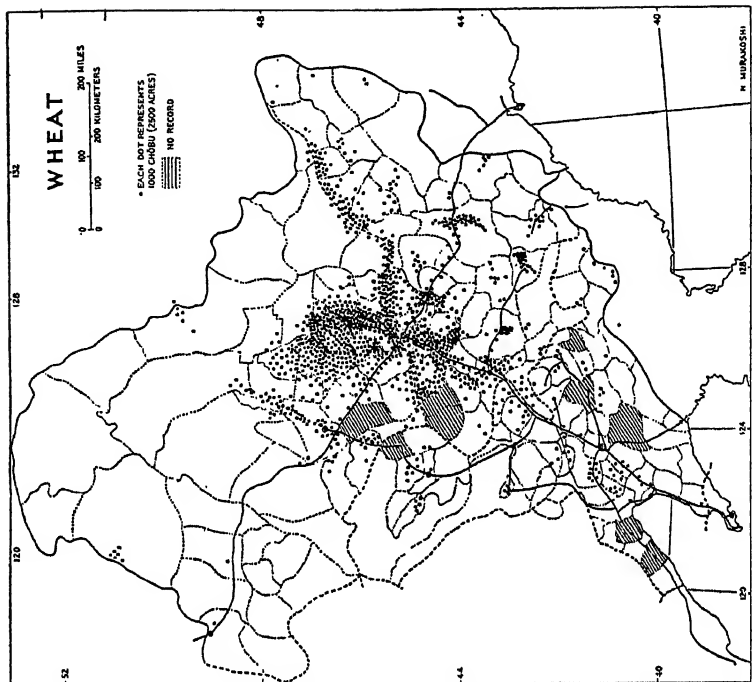 WHEAT
0 100 200 MILES
0 100 200 KILOMETERS
• EACH DOT REPRESENTS
1000 CHŌBU (2500 ACRES)
NO RECORD
48
44
40
132
128
120
128
124
120
52
44
40
N MURAKOSHI